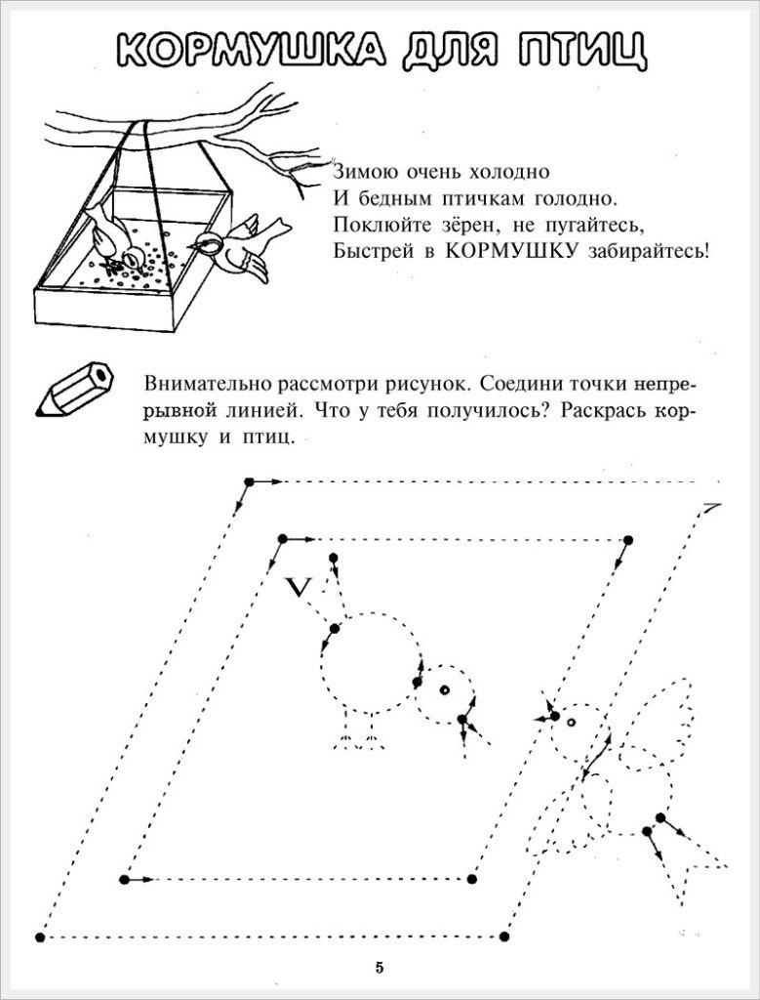 КОРМУШКА ДЛЯ ПТИЦ
Зимою очень холодно
И бедным птичкам голодно.
Поклюйте зёрен, не пугайтесь,
Быстрей в КОРМУШКУ забирайтесь!
Внимательно рассмотри рисунок. Соедини точки непре-
рывной линией. Что у тебя получилось? Раскрась кор-
мушку и птиц.
5